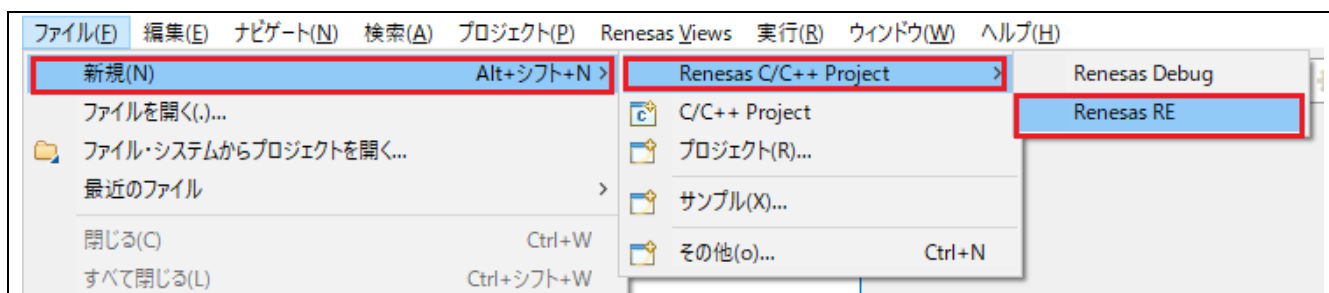 ファイル(F) 編集(E) ナビゲート(N) 検索(A) プロジェクト(P) Renesas Views 実行(R) ウィンドウ(W) ヘルプ(H)
新規(N) Alt+シフト+N >
ファイルを開く(.)...
ファイル・システムからプロジェクトを開く...
最近のファイル >
閉じる(C) Ctrl+W
すべて閉じる(L) Ctrl+シフト+W
Renesas C/C++ Project >
C/C++ Project
プロジェクト(R)...
サンプル(X)...
その他(o)... Ctrl+N
Renesas Debug
Renesas RE